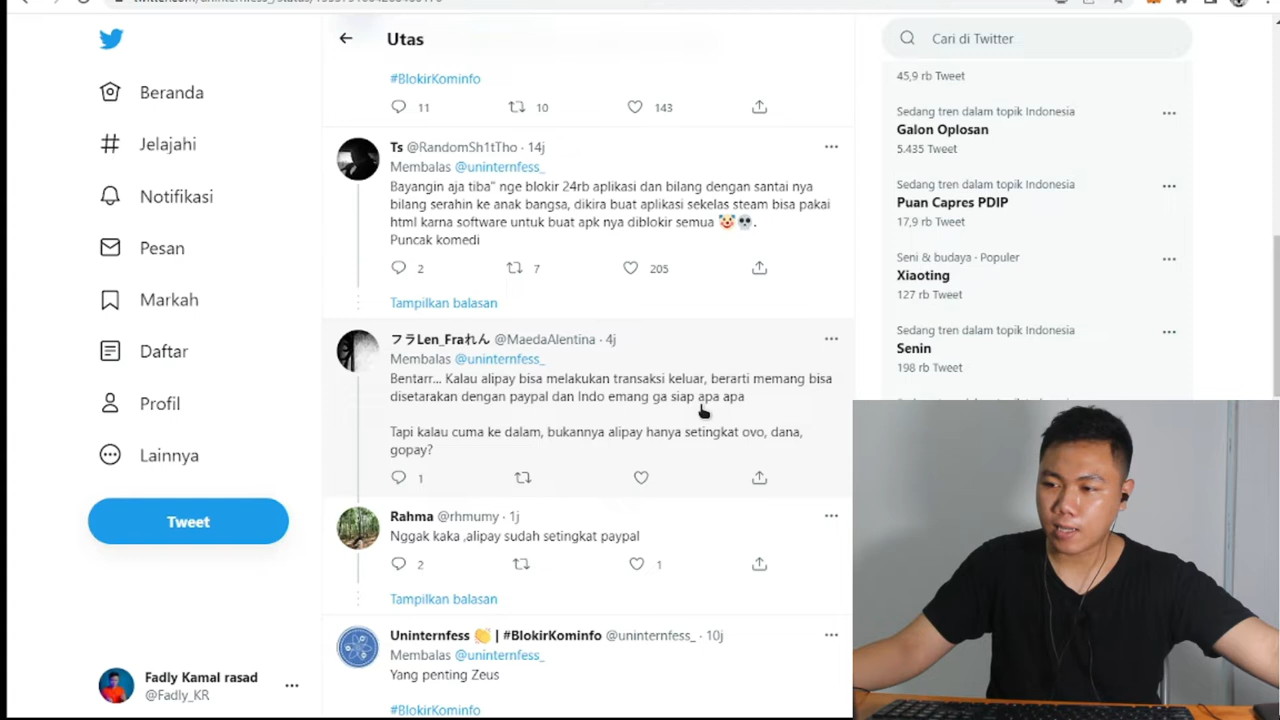 Utas
Cari di Twitter
Beranda
Jelajahi
Notifikasi
Pesan
Markah
Daftar
Profil
Lainnya
Tweet
Fadly Kamal rasad
@Fadly_KR
#BlokirKominfo
11 10 143
Ts @RandomSh1tTho · 14j
Membalas @uninternfess_
Bayangin aja tiba" nge blokir 24rb aplikasi dan bilang dengan santai nya
bilang serahin ke anak bangsa, dikira buat aplikasi sekelas steam bisa pakai
html karna software untuk buat apk nya diblokir semua 🤡💀.
Puncak komedi
2 7 205
Tampilkan balasan
フラLen_Fraれん @MaedaAlentina · 4j
Membalas @uninternfess_
Bentarr... Kalau alipay bisa melakukan transaksi keluar, berarti memang bisa
disetarakan dengan paypal dan Indo emang ga siap apa apa
Tapi kalau cuma ke dalam, bukannya alipay hanya setingkat ovo, dana,
gopay?
1
Rahma @rhmumy · 1j
Nggak kaka ,alipay sudah setingkat paypal
2 1
Tampilkan balasan
Uninternfess 👏 | #BlokirKominfo @uninternfess_ · 10j
Membalas @uninternfess_
Yang penting Zeus
#BlokirKominfo
45,9 rb Tweet
Sedang tren dalam topik Indonesia
Galon Oplosan
5.435 Tweet
Sedang tren dalam topik Indonesia
Puan Capres PDIP
17,9 rb Tweet
Seni & budaya · Populer
Xiaoting
127 rb Tweet
Sedang tren dalam topik Indonesia
Senin
198 rb Tweet